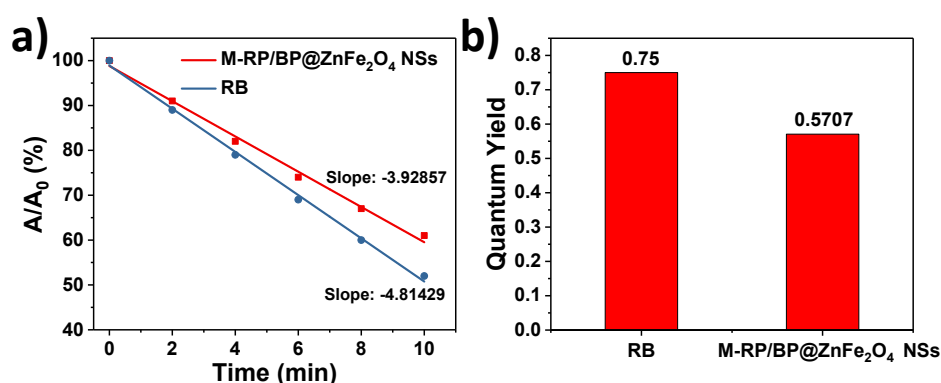 a)
M-RP/BP@ZnFe₂O₄ NSs
RB
A/A₀ (%)
100
90
80
70
60
50
40
Slope: -3.92857
Slope: -4.81429
0 2 4 6 8 10
Time (min)
b)
Quantum Yield
0.8
0.7
0.6
0.5
0.4
0.3
0.2
0.1
0.0
0.75
0.5707
RB M-RP/BP@ZnFe₂O₄ NSs